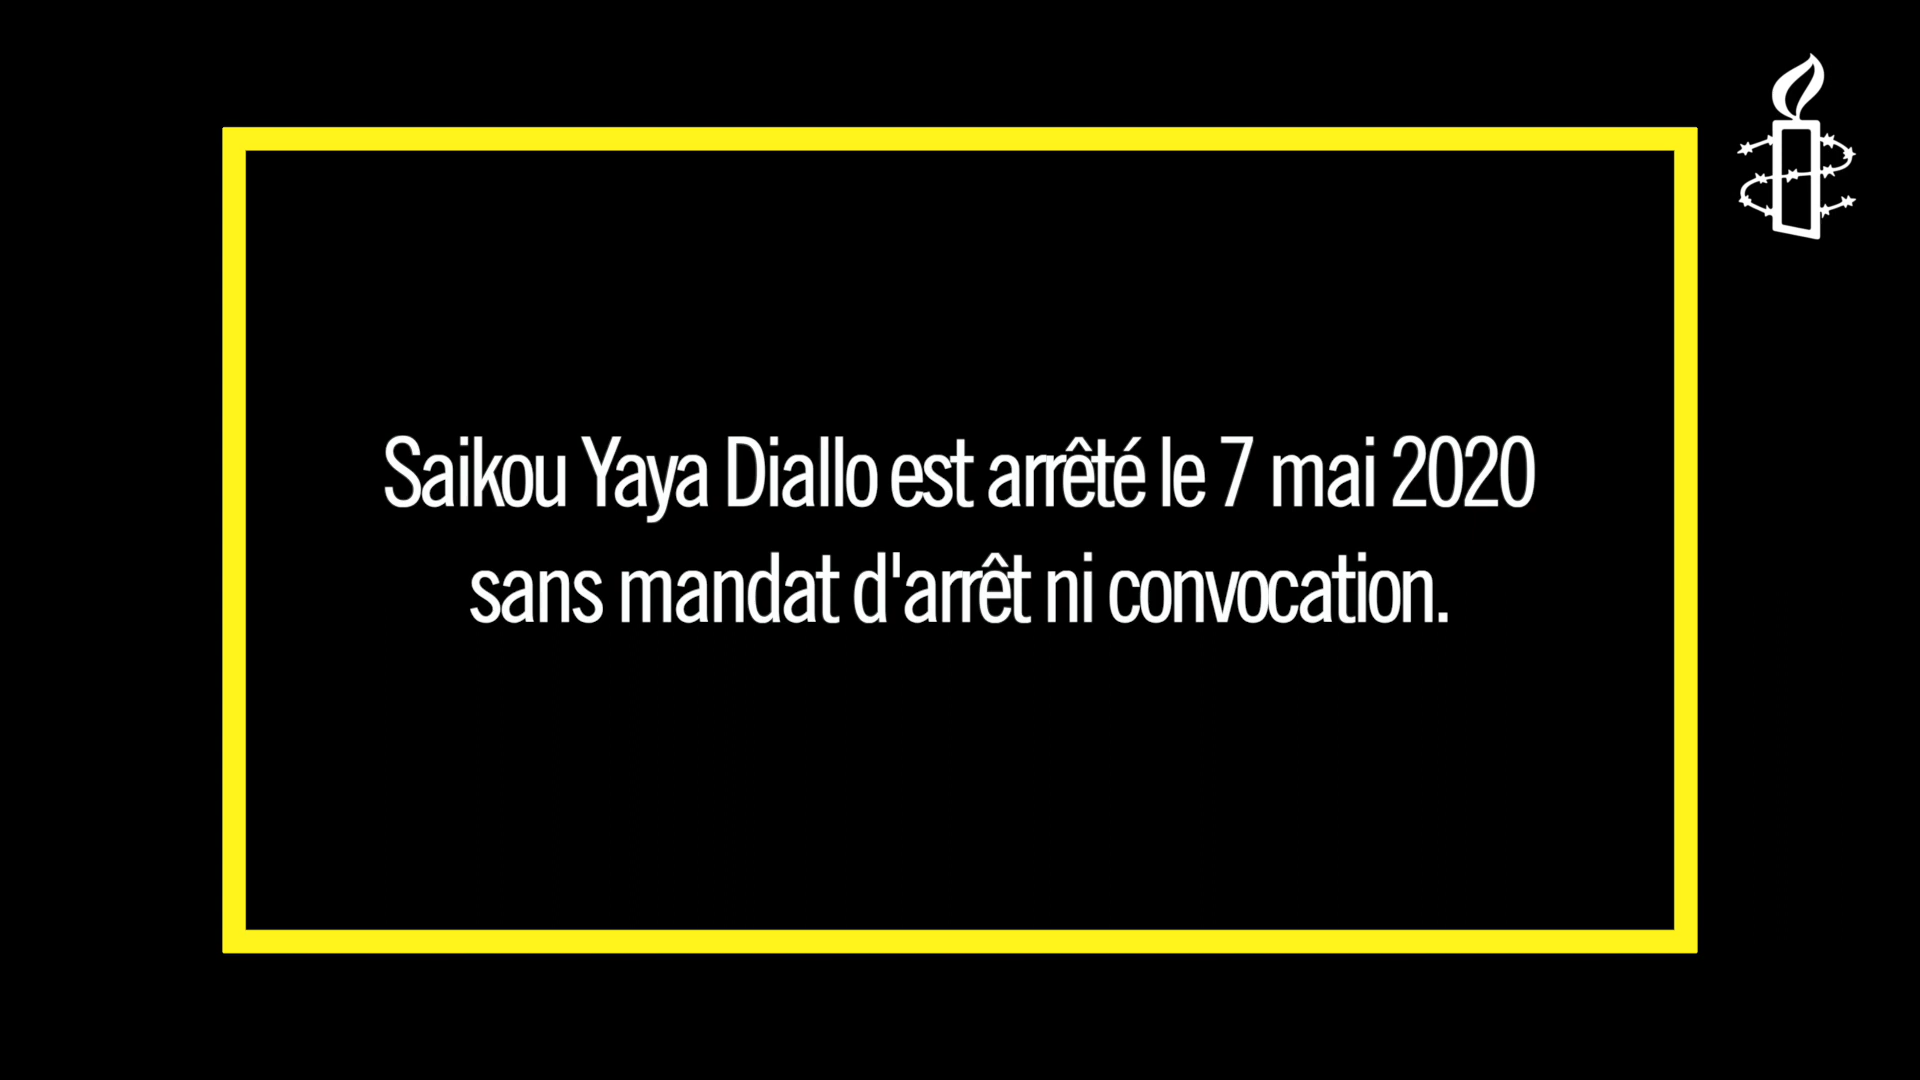 Saikou Yaya Diallo est arrêté le 7 mai 2020
sans mandat d'arrêt ni convocation.